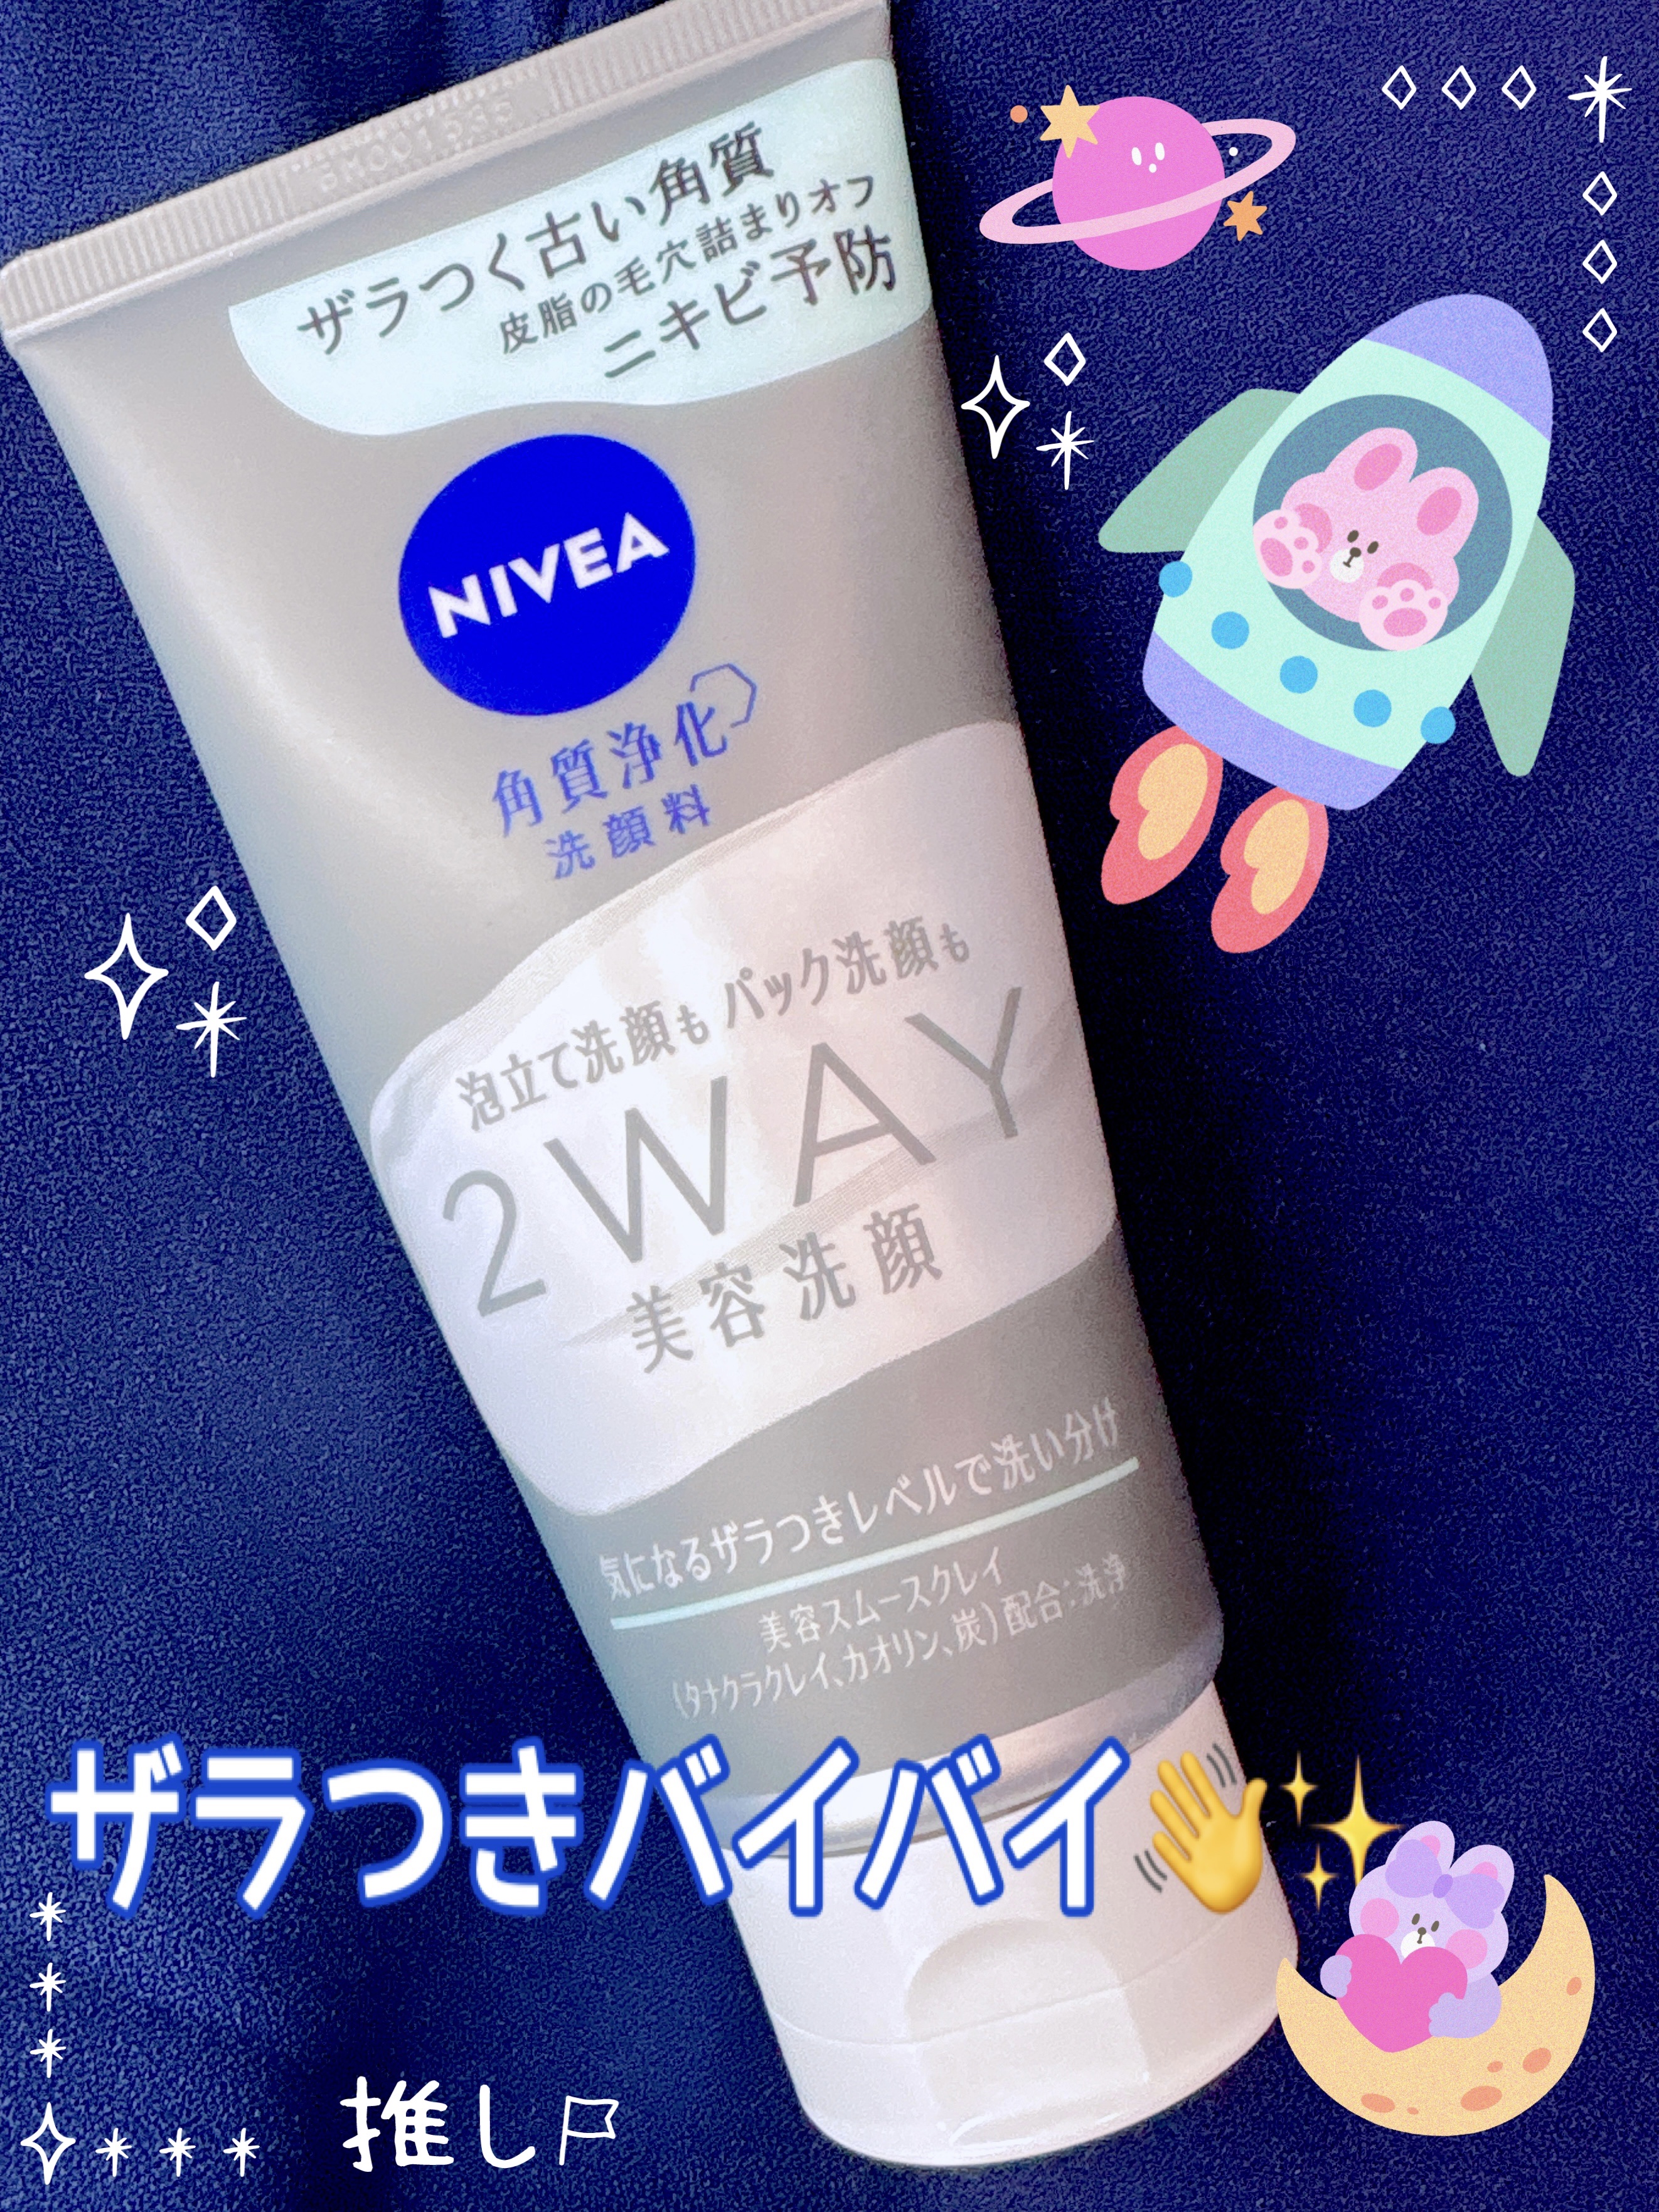 ザラつく古い角質
皮脂の毛穴詰まりオフ
ニキビ予防
NIVEA
角質浄化
洗顔料
泡立て洗顔も パック洗顔も
2WAY
美容洗顔
気になるザラつきレベルで洗い分け
美容スムースクレイ
(タナクラクレイ、カオリン、炭)配合:洗浄
ザラつきバイバイ👋✨
推し